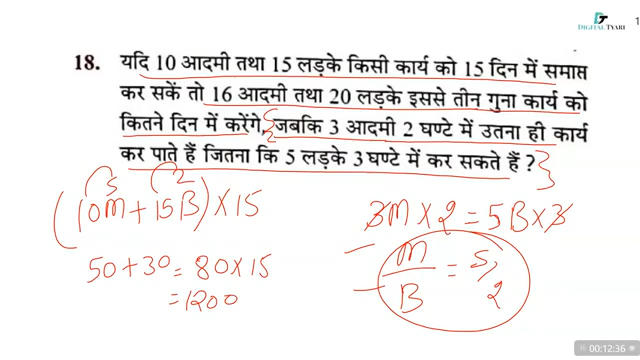 DIGITAL TYARI
1
18. यदि 10 आदमी तथा 15 लड़के किसी कार्य को 15 दिन में समाप्त
कर सकें तो 16 आदमी तथा 20 लड़के इससे तीन गुना कार्य को
कितने दिन में करेंगे, जबकि 3 आदमी 2 घण्टे में उतना ही कार्य
कर पाते हैं जितना कि 5 लड़के 3 घण्टे में कर सकते हैं ?
5 2
(10M + 15B) × 15
50 + 30 = 80 × 15
= 1200
3M × 2 = 5B × 3
M/B = 5/2
00:12:36